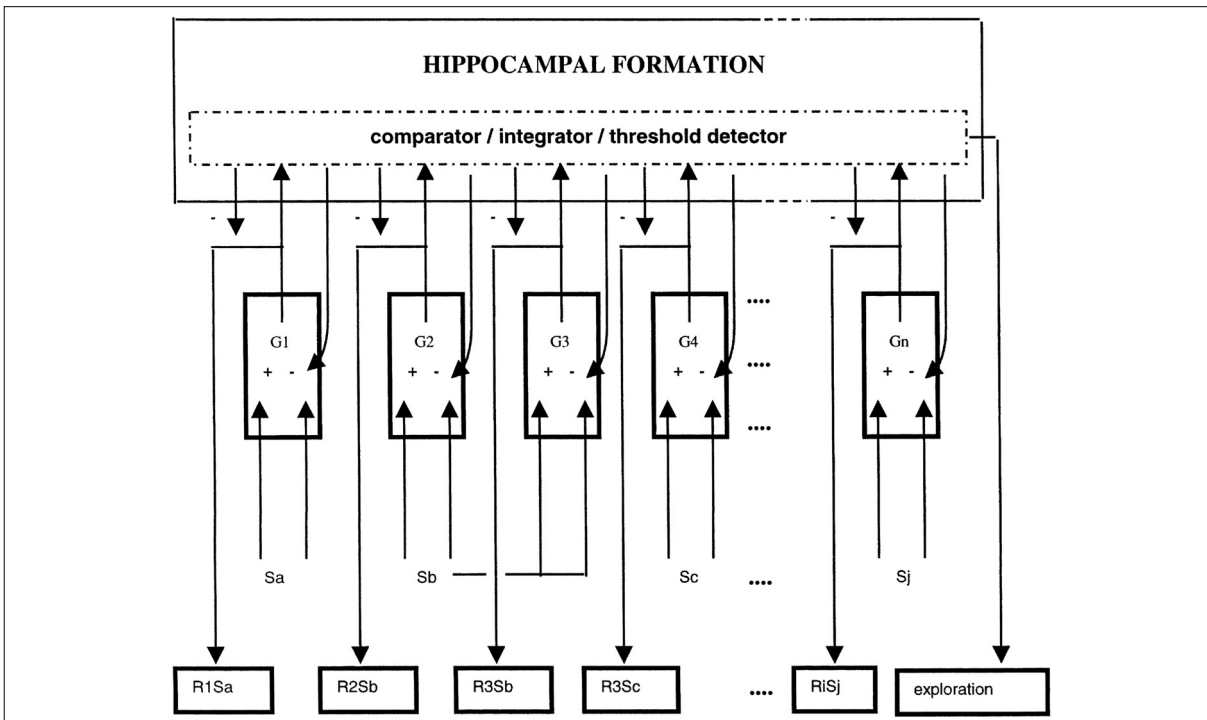 HIPPOCAMPAL FORMATION
comparator / integrator / threshold detector
- - - - -
G1 G2 G3 G4 .... Gn
+ - + - + - + - .... + -
....
Sa Sb Sc .... Sj
R1Sa R2Sb R3Sb R3Sc .... RiSj exploration